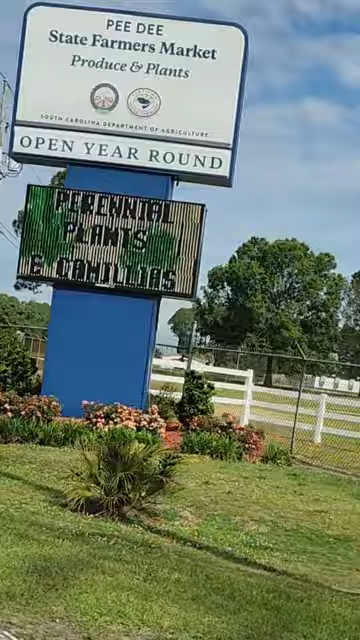 PEE DEE
State Farmers Market
Produce & Plants
SOUTH CAROLINA DEPARTMENT OF AGRICULTURE
OPEN YEAR ROUND
PERENNIAL
PLANTS
& CAMILLIAS